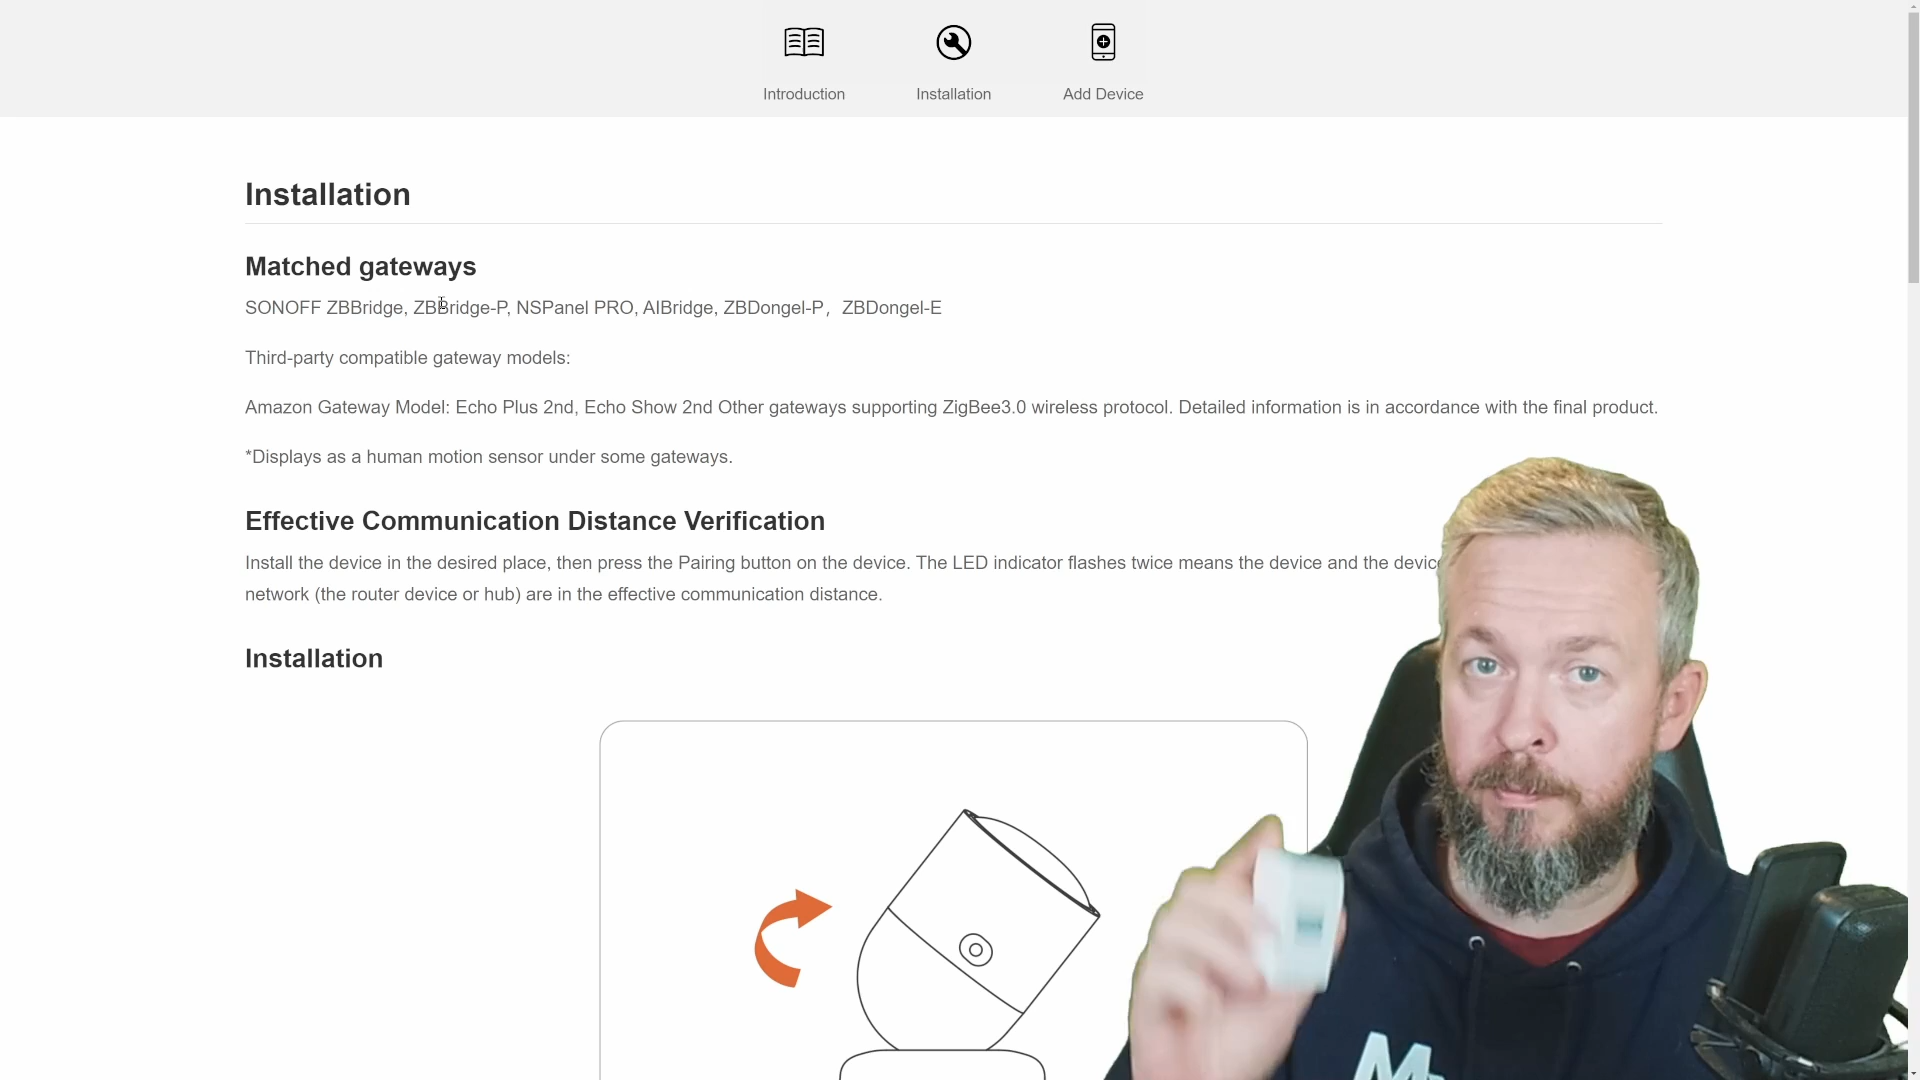 Introduction
Installation
Add Device
Installation
Matched gateways
SONOFF ZBBridge, ZBBridge-P, NSPanel PRO, AIBridge, ZBDongel-P，ZBDongel-E
Third-party compatible gateway models:
Amazon Gateway Model: Echo Plus 2nd, Echo Show 2nd Other gateways supporting ZigBee3.0 wireless protocol. Detailed information is in accordance with the final product.
*Displays as a human motion sensor under some gateways.
Effective Communication Distance Verification
Install the device in the desired place, then press the Pairing button on the device. The LED indicator flashes twice means the device and the device
network (the router device or hub) are in the effective communication distance.
Installation